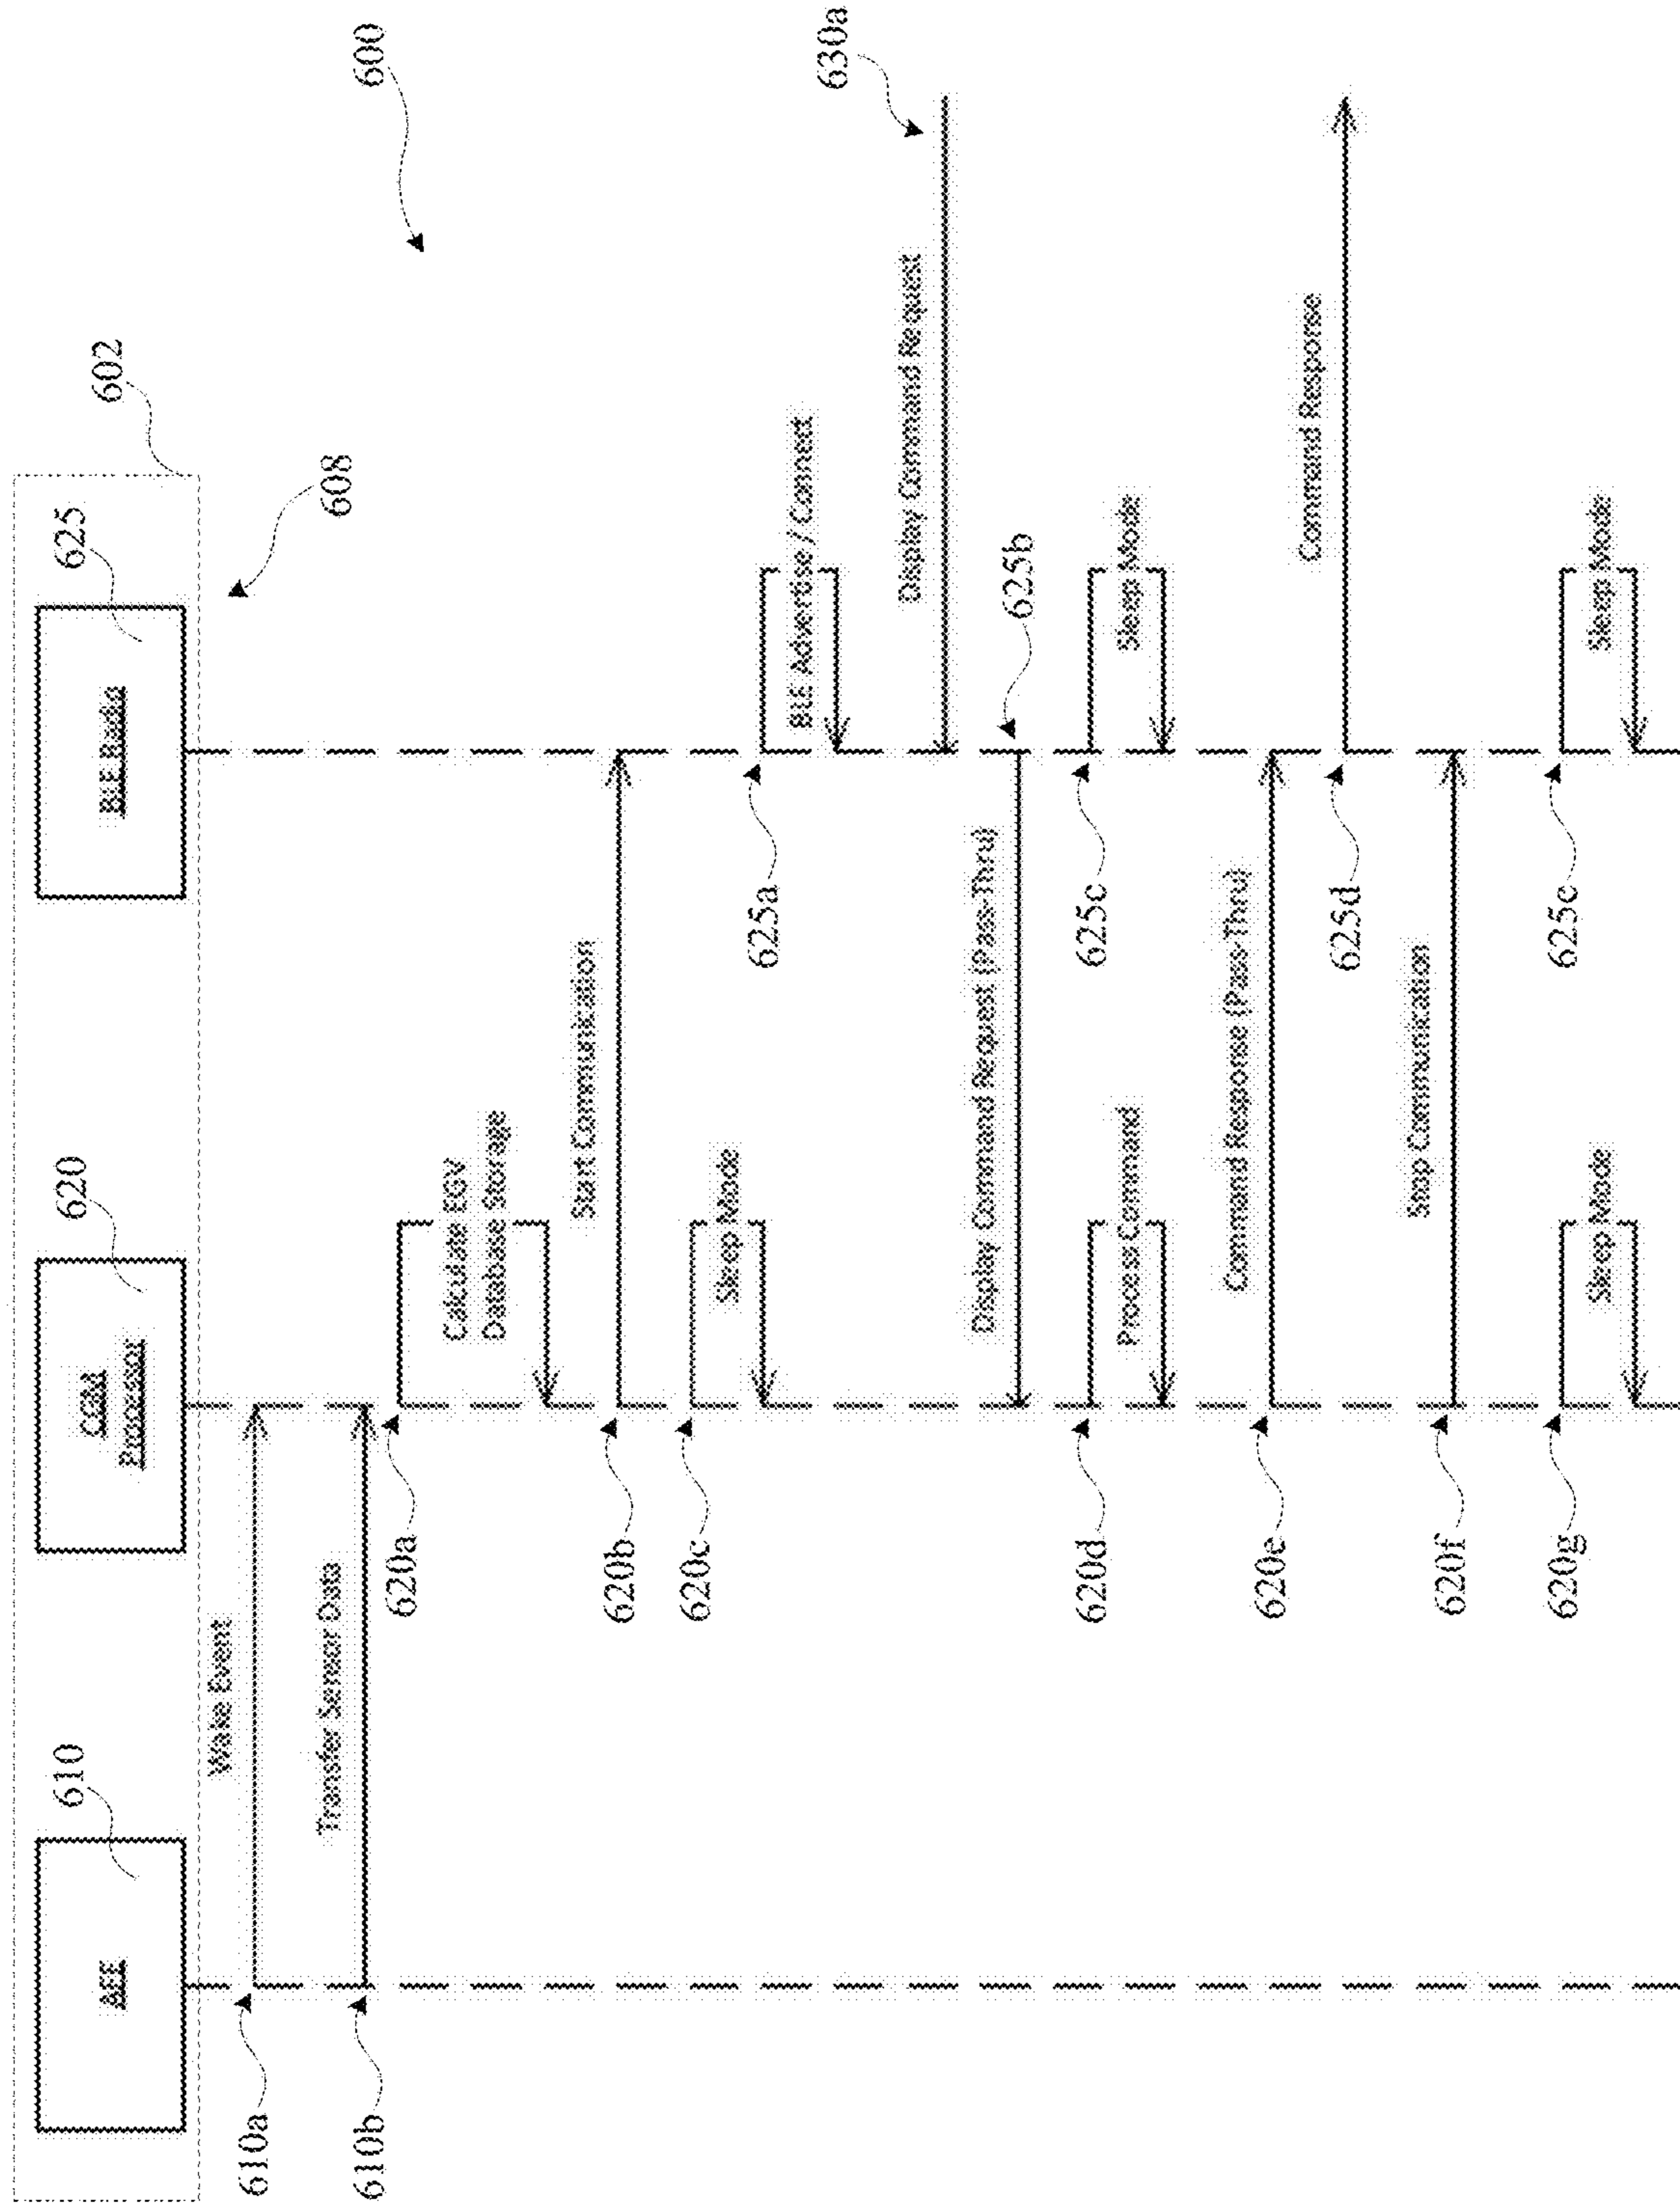 600
602
608
610
AFE
620
CGM
Processor
625
BLE Radio
610a
Wake Event
610b
Transfer Sensor Data
620a
Calculate EGV
Database Storage
620b
Start Communication
620c
Sleep Mode
625a
BLE Advertise / Connect
630a
Display Command Request
625b
Display Command Request (Pass-Thru)
620d
Process Command
625c
Sleep Mode
620e
Command Response (Pass-Thru)
625d
Command Response
620f
Stop Communication
620g
Sleep Mode
625c
Sleep Mode